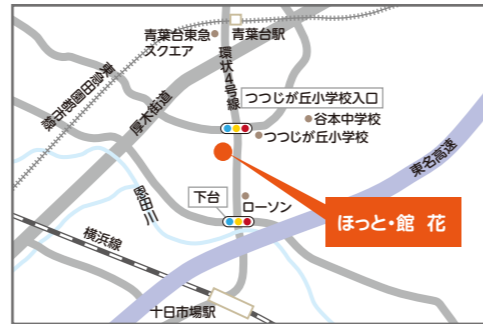 青葉台東急
スクエア
青葉台駅
環状4号線
東急田園都市線
厚木街道
つつじが丘小学校入口
谷本中学校
つつじが丘小学校
東名高速
恩田川
下台
ローソン
ほっと・館 花
横浜線
十日市場駅